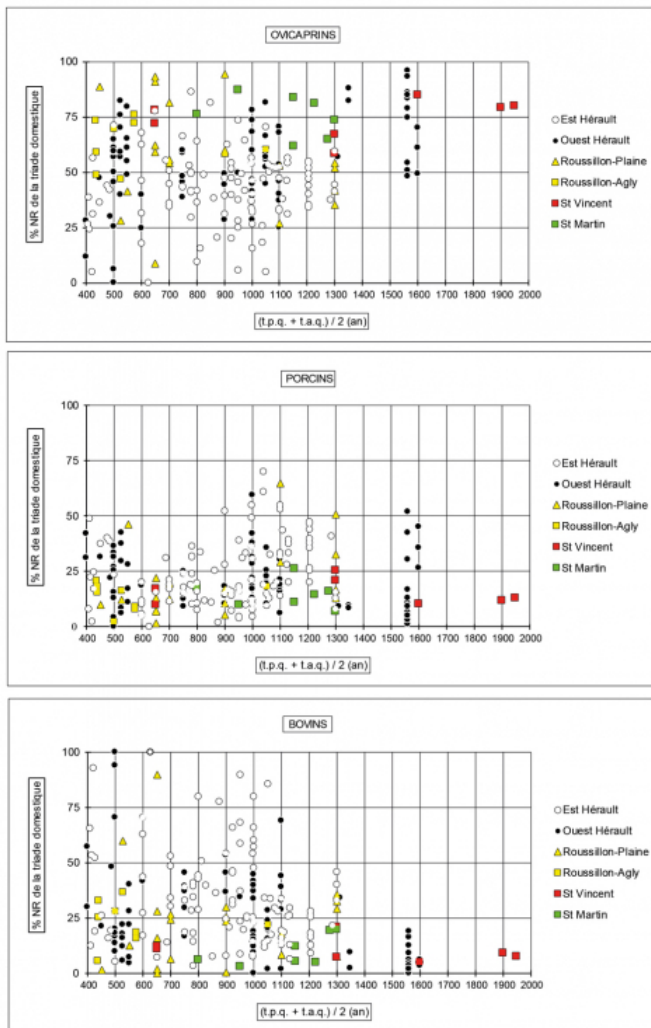 OVICAPRINS
% NR de la triade domestique
100
75
50
25
0
400 500 600 700 800 900 1000 1100 1200 1300 1400 1500 1600 1700 1800 1900 2000
(t.p.q. + t.a.q.) / 2 (an)
Est Hérault
Ouest Hérault
Roussillon-Plaine
Roussillon-Agly
St Vincent
St Martin
PORCINS
% NR de la triade domestique
100
75
50
25
0
400 500 600 700 800 900 1000 1100 1200 1300 1400 1500 1600 1700 1800 1900 2000
(t.p.q. + t.a.q.) / 2 (an)
Est Hérault
Ouest Hérault
Roussillon-Plaine
Roussillon-Agly
St Vincent
St Martin
BOVINS
% NR de la triade domestique
100
75
50
25
0
400 500 600 700 800 900 1000 1100 1200 1300 1400 1500 1600 1700 1800 1900 2000
(t.p.q. + t.a.q.) / 2 (an)
Est Hérault
Ouest Hérault
Roussillon-Plaine
Roussillon-Agly
St Vincent
St Martin